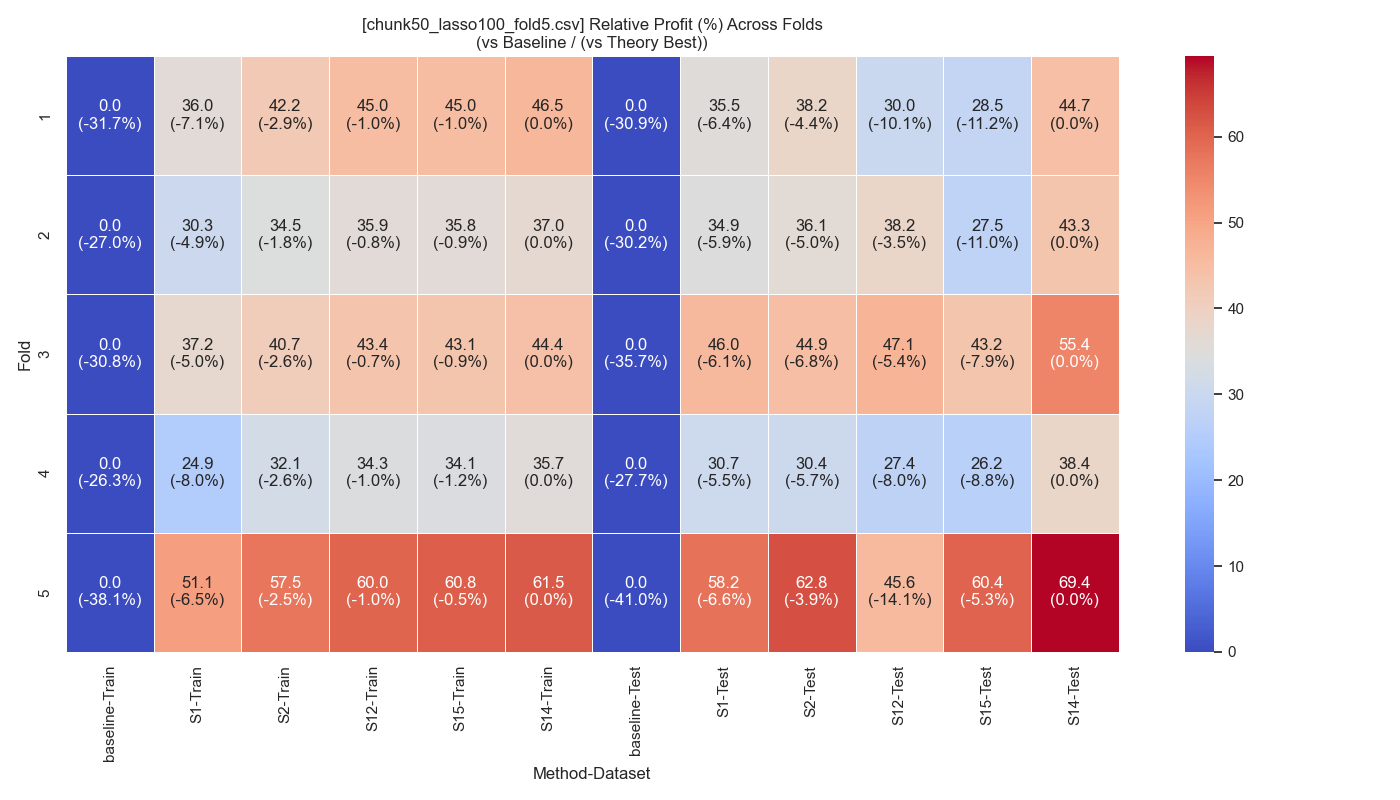 [chunk50_lasso100_fold5.csv] Relative Profit (%) Across Folds
(vs Baseline / (vs Theory Best))
Fold
1
0.0 36.0 42.2 45.0 45.0 46.5 0.0 35.5 38.2 30.0 28.5 44.7
(-31.7%) (-7.1%) (-2.9%) (-1.0%) (-1.0%) (0.0%) (-30.9%) (-6.4%) (-4.4%) (-10.1%) (-11.2%) (0.0%)
2
0.0 30.3 34.5 35.9 35.8 37.0 0.0 34.9 36.1 38.2 27.5 43.3
(-27.0%) (-4.9%) (-1.8%) (-0.8%) (-0.9%) (0.0%) (-30.2%) (-5.9%) (-5.0%) (-3.5%) (-11.0%) (0.0%)
3
0.0 37.2 40.7 43.4 43.1 44.4 0.0 46.0 44.9 47.1 43.2 55.4
(-30.8%) (-5.0%) (-2.6%) (-0.7%) (-0.9%) (0.0%) (-35.7%) (-6.1%) (-6.8%) (-5.4%) (-7.9%) (0.0%)
4
0.0 24.9 32.1 34.3 34.1 35.7 0.0 30.7 30.4 27.4 26.2 38.4
(-26.3%) (-8.0%) (-2.6%) (-1.0%) (-1.2%) (0.0%) (-27.7%) (-5.5%) (-5.7%) (-8.0%) (-8.8%) (0.0%)
5
0.0 51.1 57.5 60.0 60.8 61.5 0.0 58.2 62.8 45.6 60.4 69.4
(-38.1%) (-6.5%) (-2.5%) (-1.0%) (-0.5%) (0.0%) (-41.0%) (-6.6%) (-3.9%) (-14.1%) (-5.3%) (0.0%)
baseline-Train
S1-Train
S2-Train
S12-Train
S15-Train
S14-Train
baseline-Test
S1-Test
S2-Test
S12-Test
S15-Test
S14-Test
Method-Dataset
60
50
40
30
20
10
0